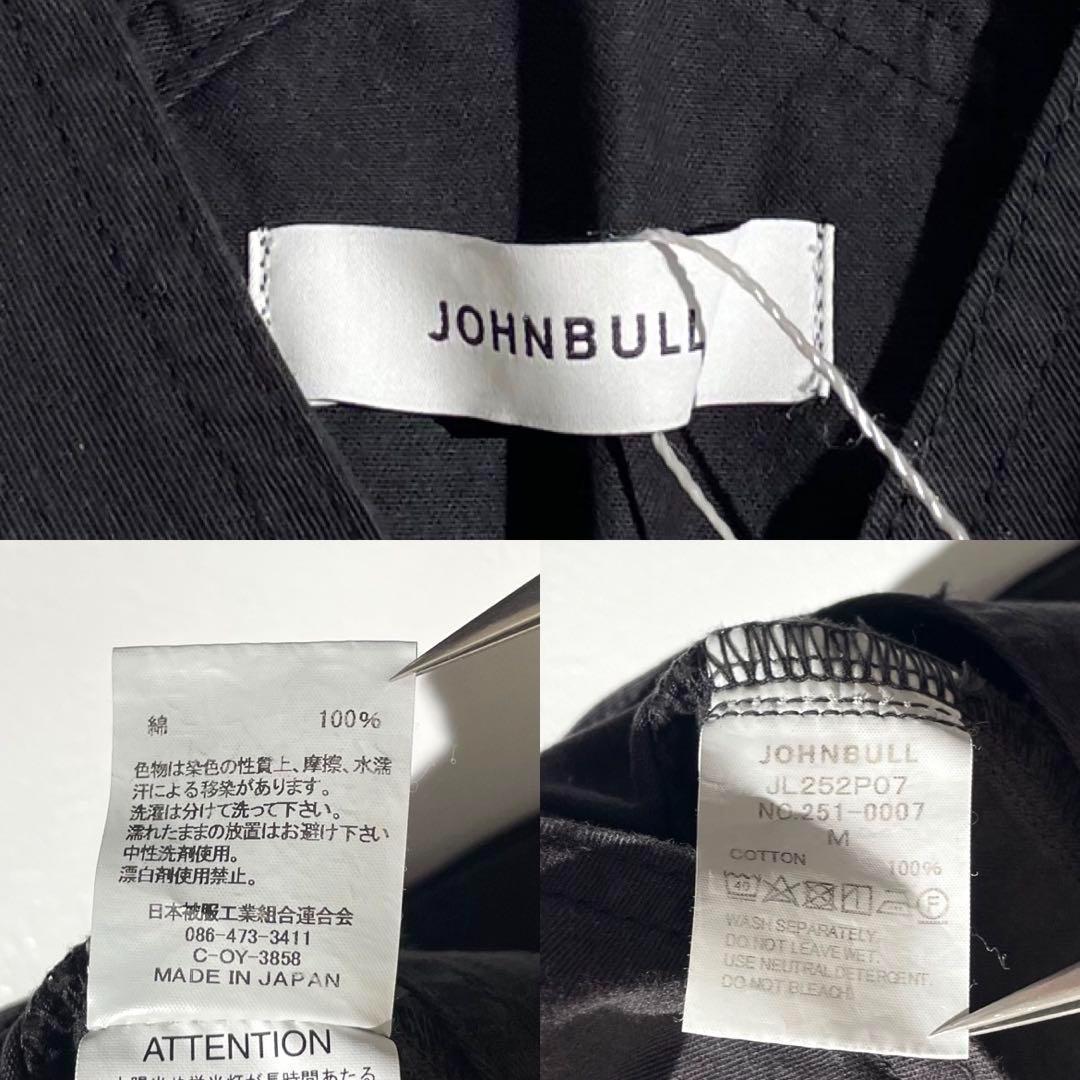 JOHNBULL
綿 100%
色物は染色の性質上、摩擦、水濡
汗による移染があります。
洗濯は分けて洗って下さい。
濡れたままの放置はお避け下さい
中性洗剤使用。
漂白剤使用禁止。
日本被服工業組合連合会
086-473-3411
C-OY-3858
MADE IN JAPAN
ATTENTION
JOHNBULL
JL252P07
NO.251-0007
M
COTTON 100%
40
F
WASH SEPARATELY.
DO NOT LEAVE WET.
USE NEUTRAL DETERGENT.
DO NOT BLEACH!